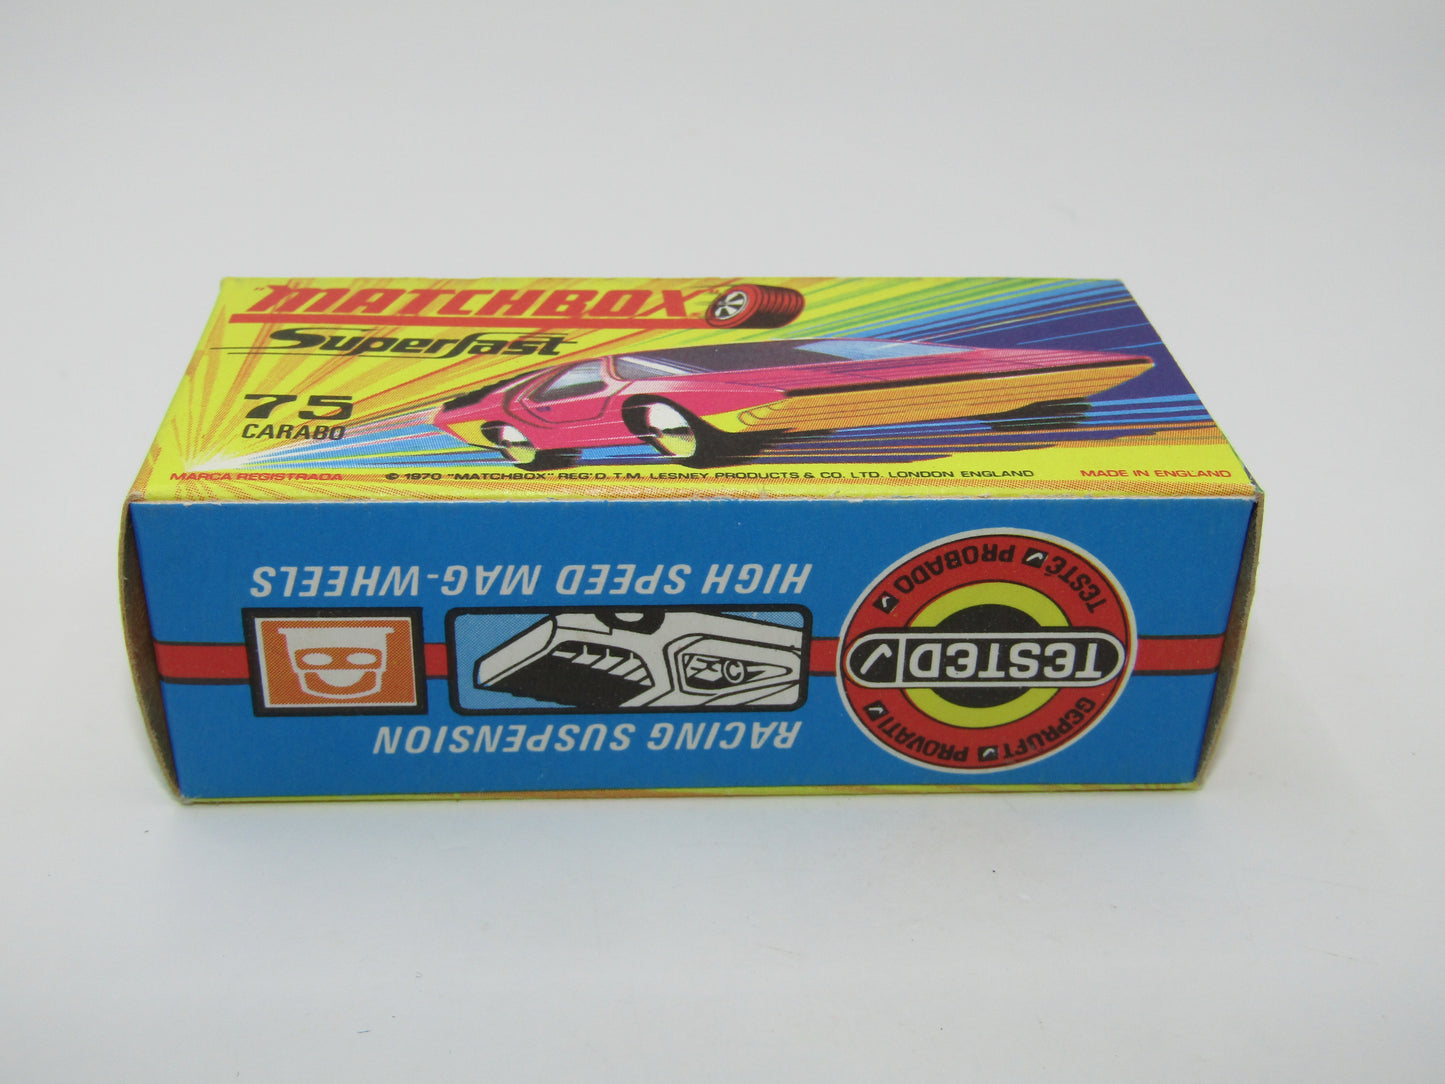 "MATCHBOX"
Superfast
75
CARABO
MARCA REGISTRADA © 1970 "MATCHBOX" REG'D. T.M. LESNEY PRODUCTS & CO. LTD. LONDON ENGLAND MADE IN ENGLAND
RACING SUSPENSION
HIGH SPEED MAG-WHEELS
GEPRÜFT PROVATI
TESTED
TESTÉ PROBADO